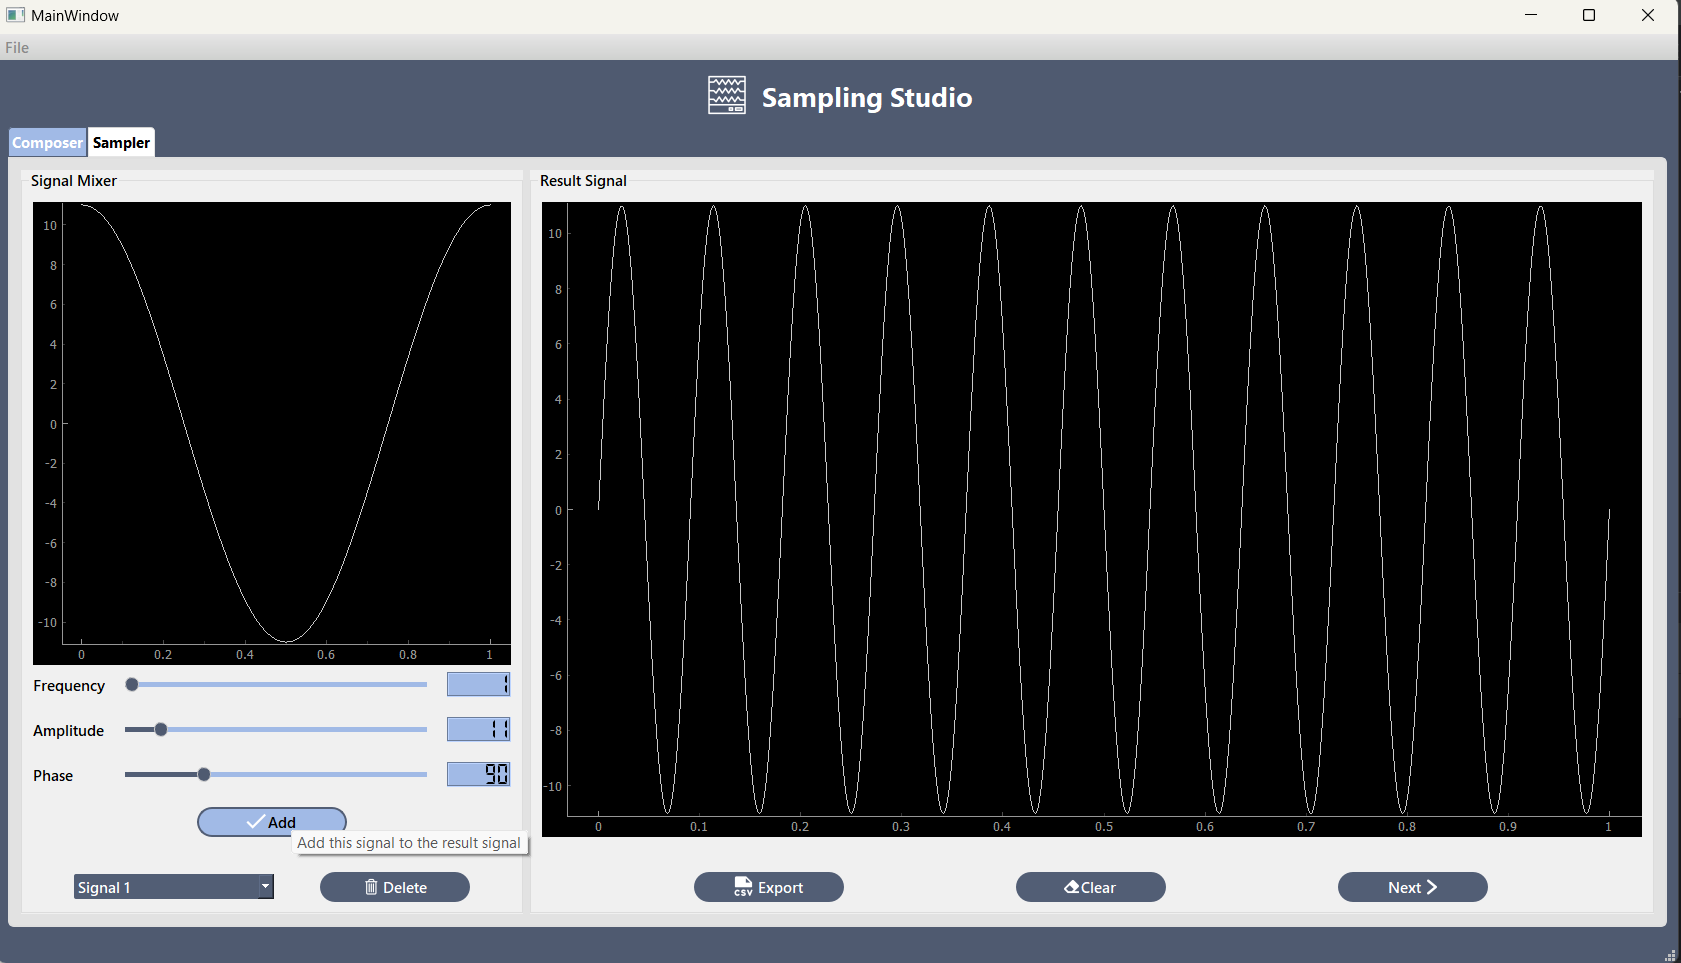 MainWindow
File
Sampling Studio
Composer Sampler
Signal Mixer
10
8
6
4
2
0
-2
-4
-6
-8
-10
0 0.2 0.4 0.6 0.8 1
Frequency 1
Amplitude 11
Phase 90
Add
Add this signal to the result signal
Signal 1 Delete
Result Signal
10
8
6
4
2
0
-2
-4
-6
-8
-10
0 0.1 0.2 0.3 0.4 0.5 0.6 0.7 0.8 0.9 1
CSV Export Clear Next